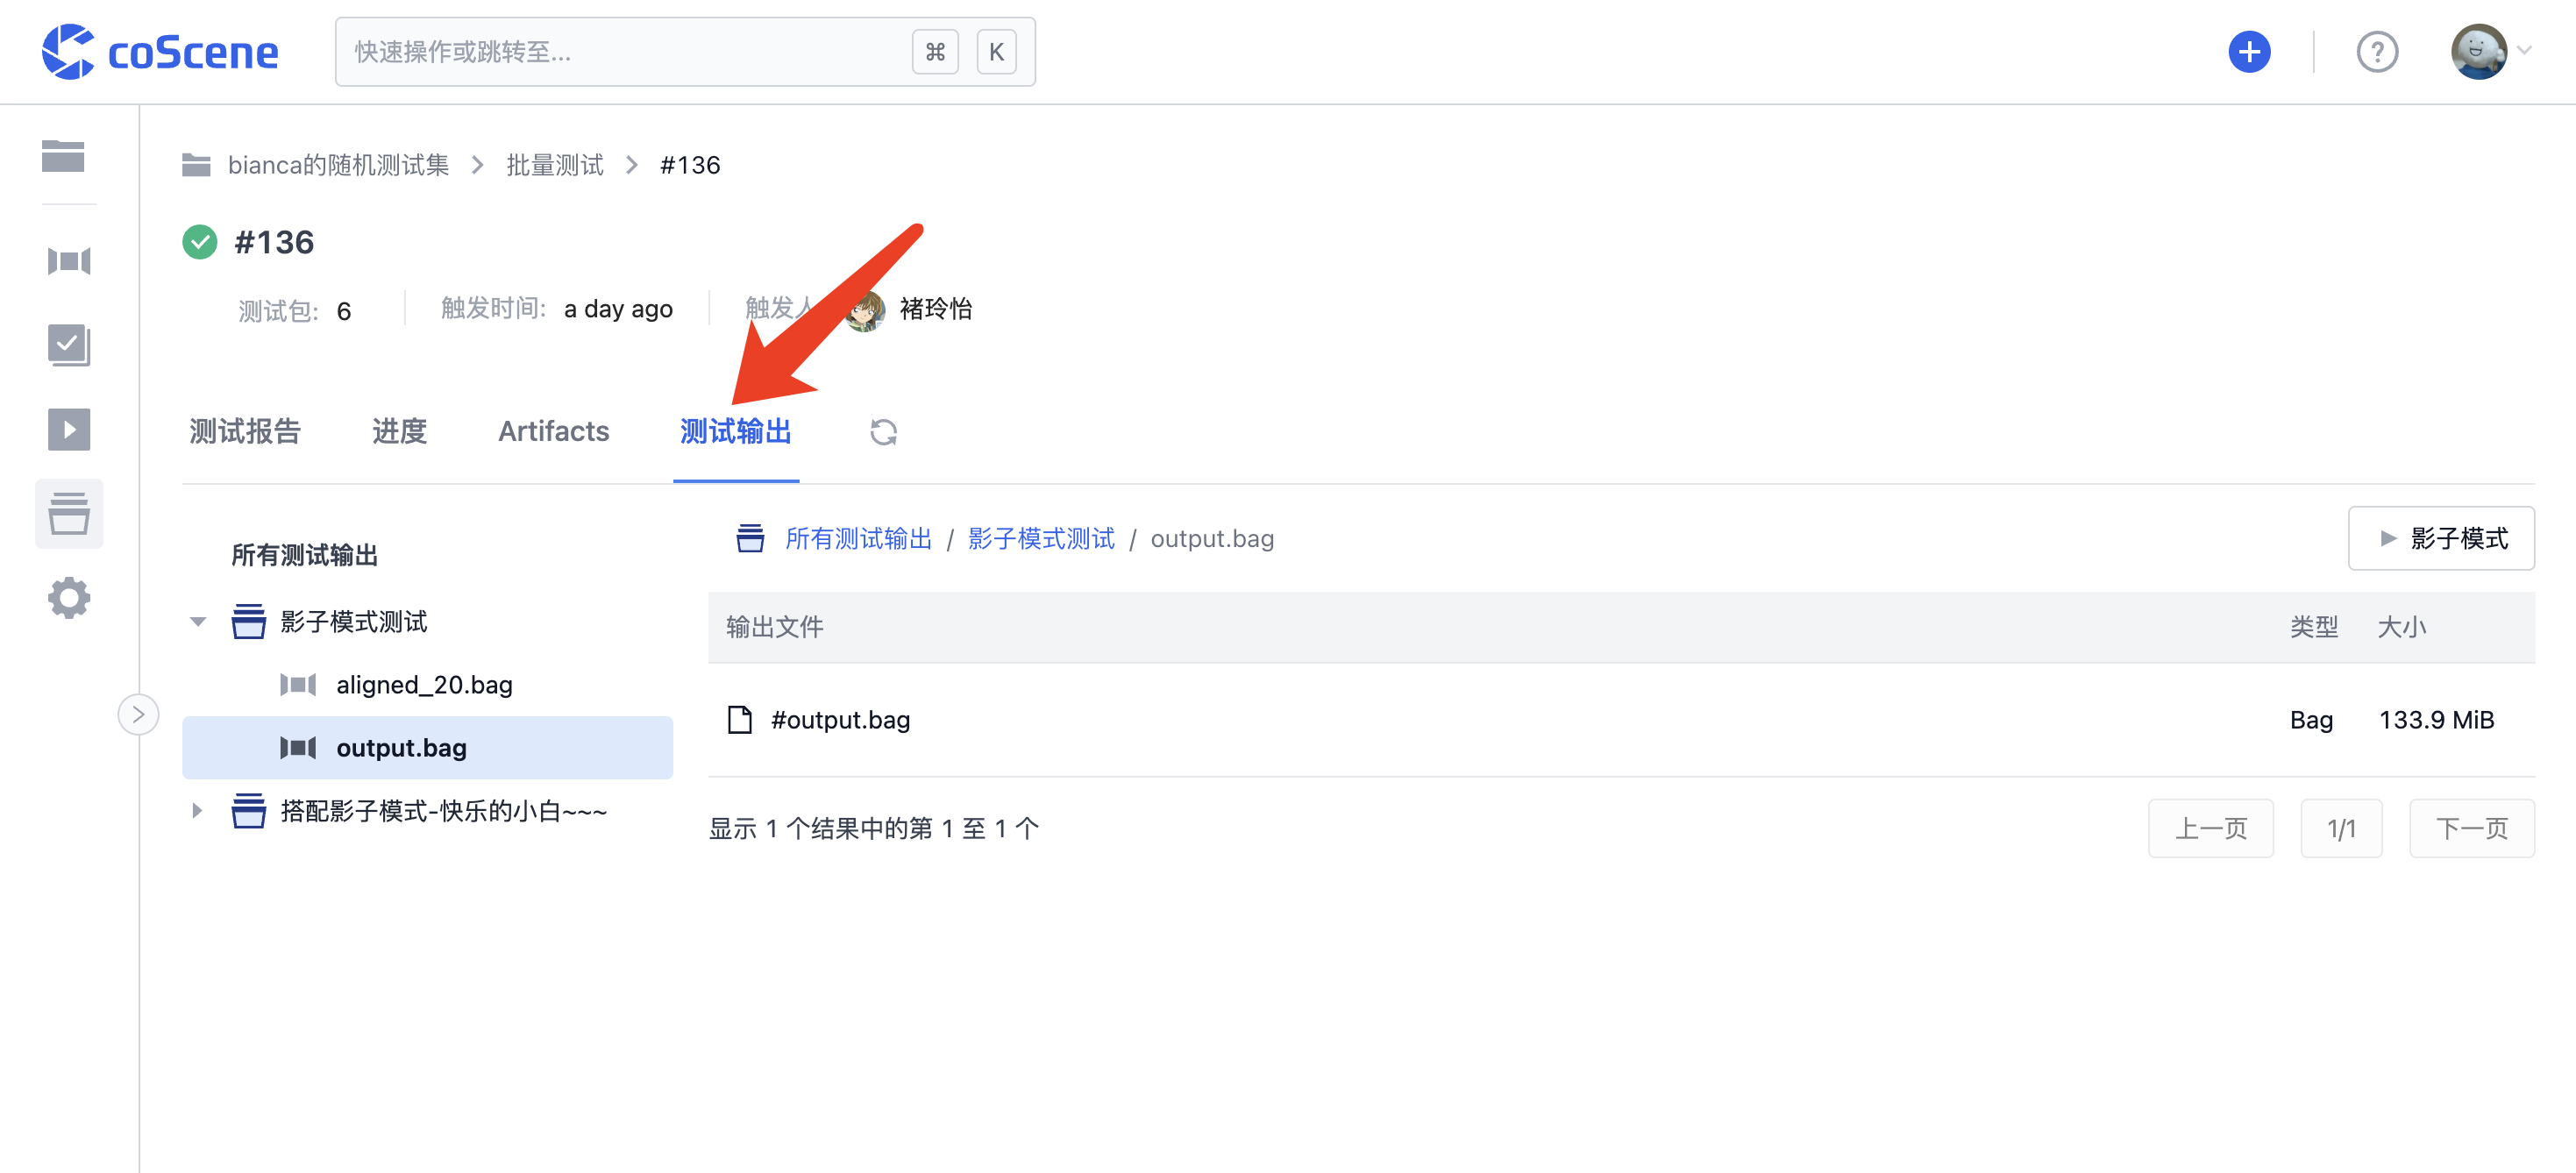 coScene
快速操作或跳转至...
⌘ K
?
bianca的随机测试集 > 批量测试 > #136
#136
测试包: 6
触发时间: a day ago
触发人
褚玲怡
测试报告 进度 Artifacts 测试输出
所有测试输出
影子模式测试
aligned_20.bag
output.bag
搭配影子模式-快乐的小白~~~
所有测试输出 / 影子模式测试 / output.bag
影子模式
输出文件 类型 大小
#output.bag Bag 133.9 MiB
显示 1 个结果中的第 1 至 1 个
上一页 1/1 下一页